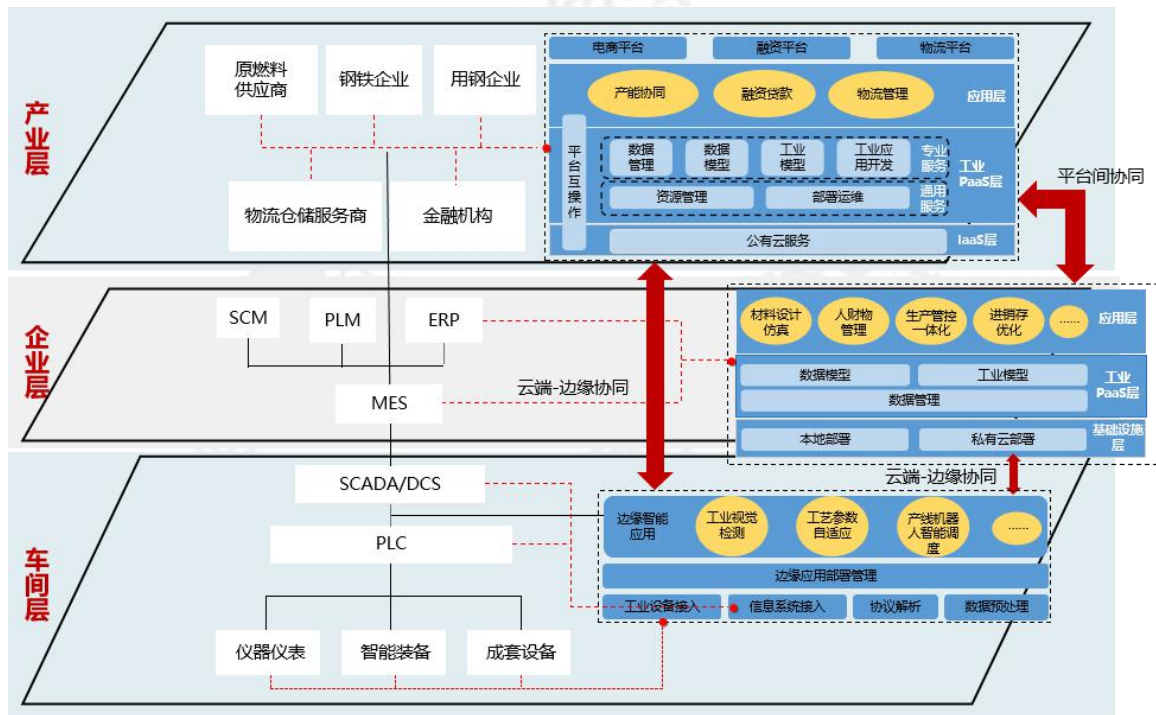 产业层
原燃料
供应商
钢铁企业
用钢企业
物流仓储服务商
金融机构
电商平台
融资平台
物流平台
产能协同
融资贷款
物流管理
应用层
平台互操作
数据
管理
数据
模型
工业
模型
工业应
用开发
专业
服务
资源管理
部署运维
通用
服务
工业
PaaS层
公有云服务
IaaS层
平台间协同
企业层
SCM
PLM
ERP
MES
云端-边缘协同
材料设计
仿真
人财物
管理
生产管控
一体化
进销存
优化
……
应用层
数据模型
工业模型
数据管理
工业
PaaS层
本地部署
私有云部署
基础设施
层
云端-边缘协同
车间层
SCADA/DCS
PLC
仪器仪表
智能装备
成套设备
边缘智能
应用
工业视觉
检测
工艺参数
自适应
产线机器
人智能调
度
……
边缘应用部署管理
工业设备接入
信息系统接入
协议解析
数据预处理